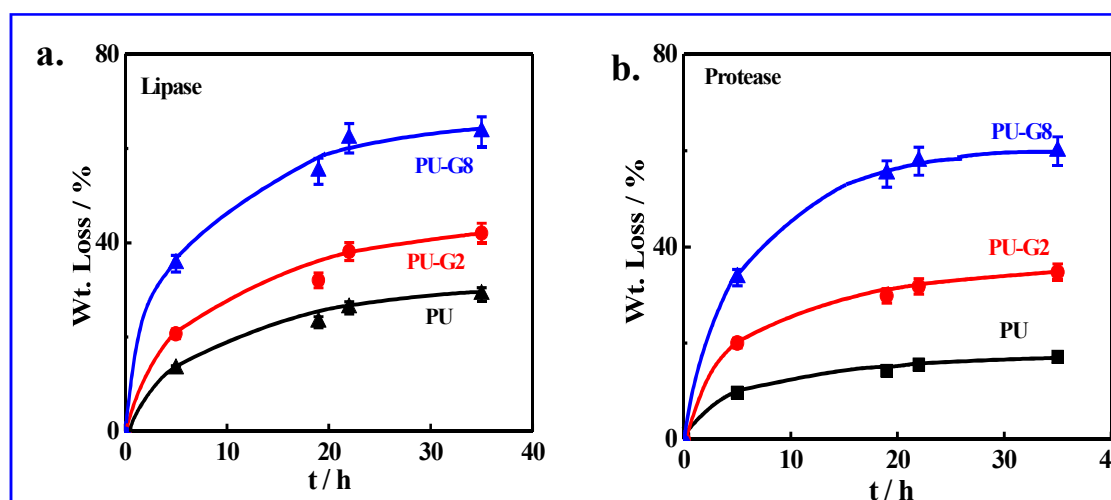 a.
Lipase
Wt. Loss / %
80
40
0
PU-G8
PU-G2
PU
0 10 20 30 40
t / h
b.
Protease
Wt. Loss / %
80
40
0
PU-G8
PU-G2
PU
0 10 20 30 4
t / h